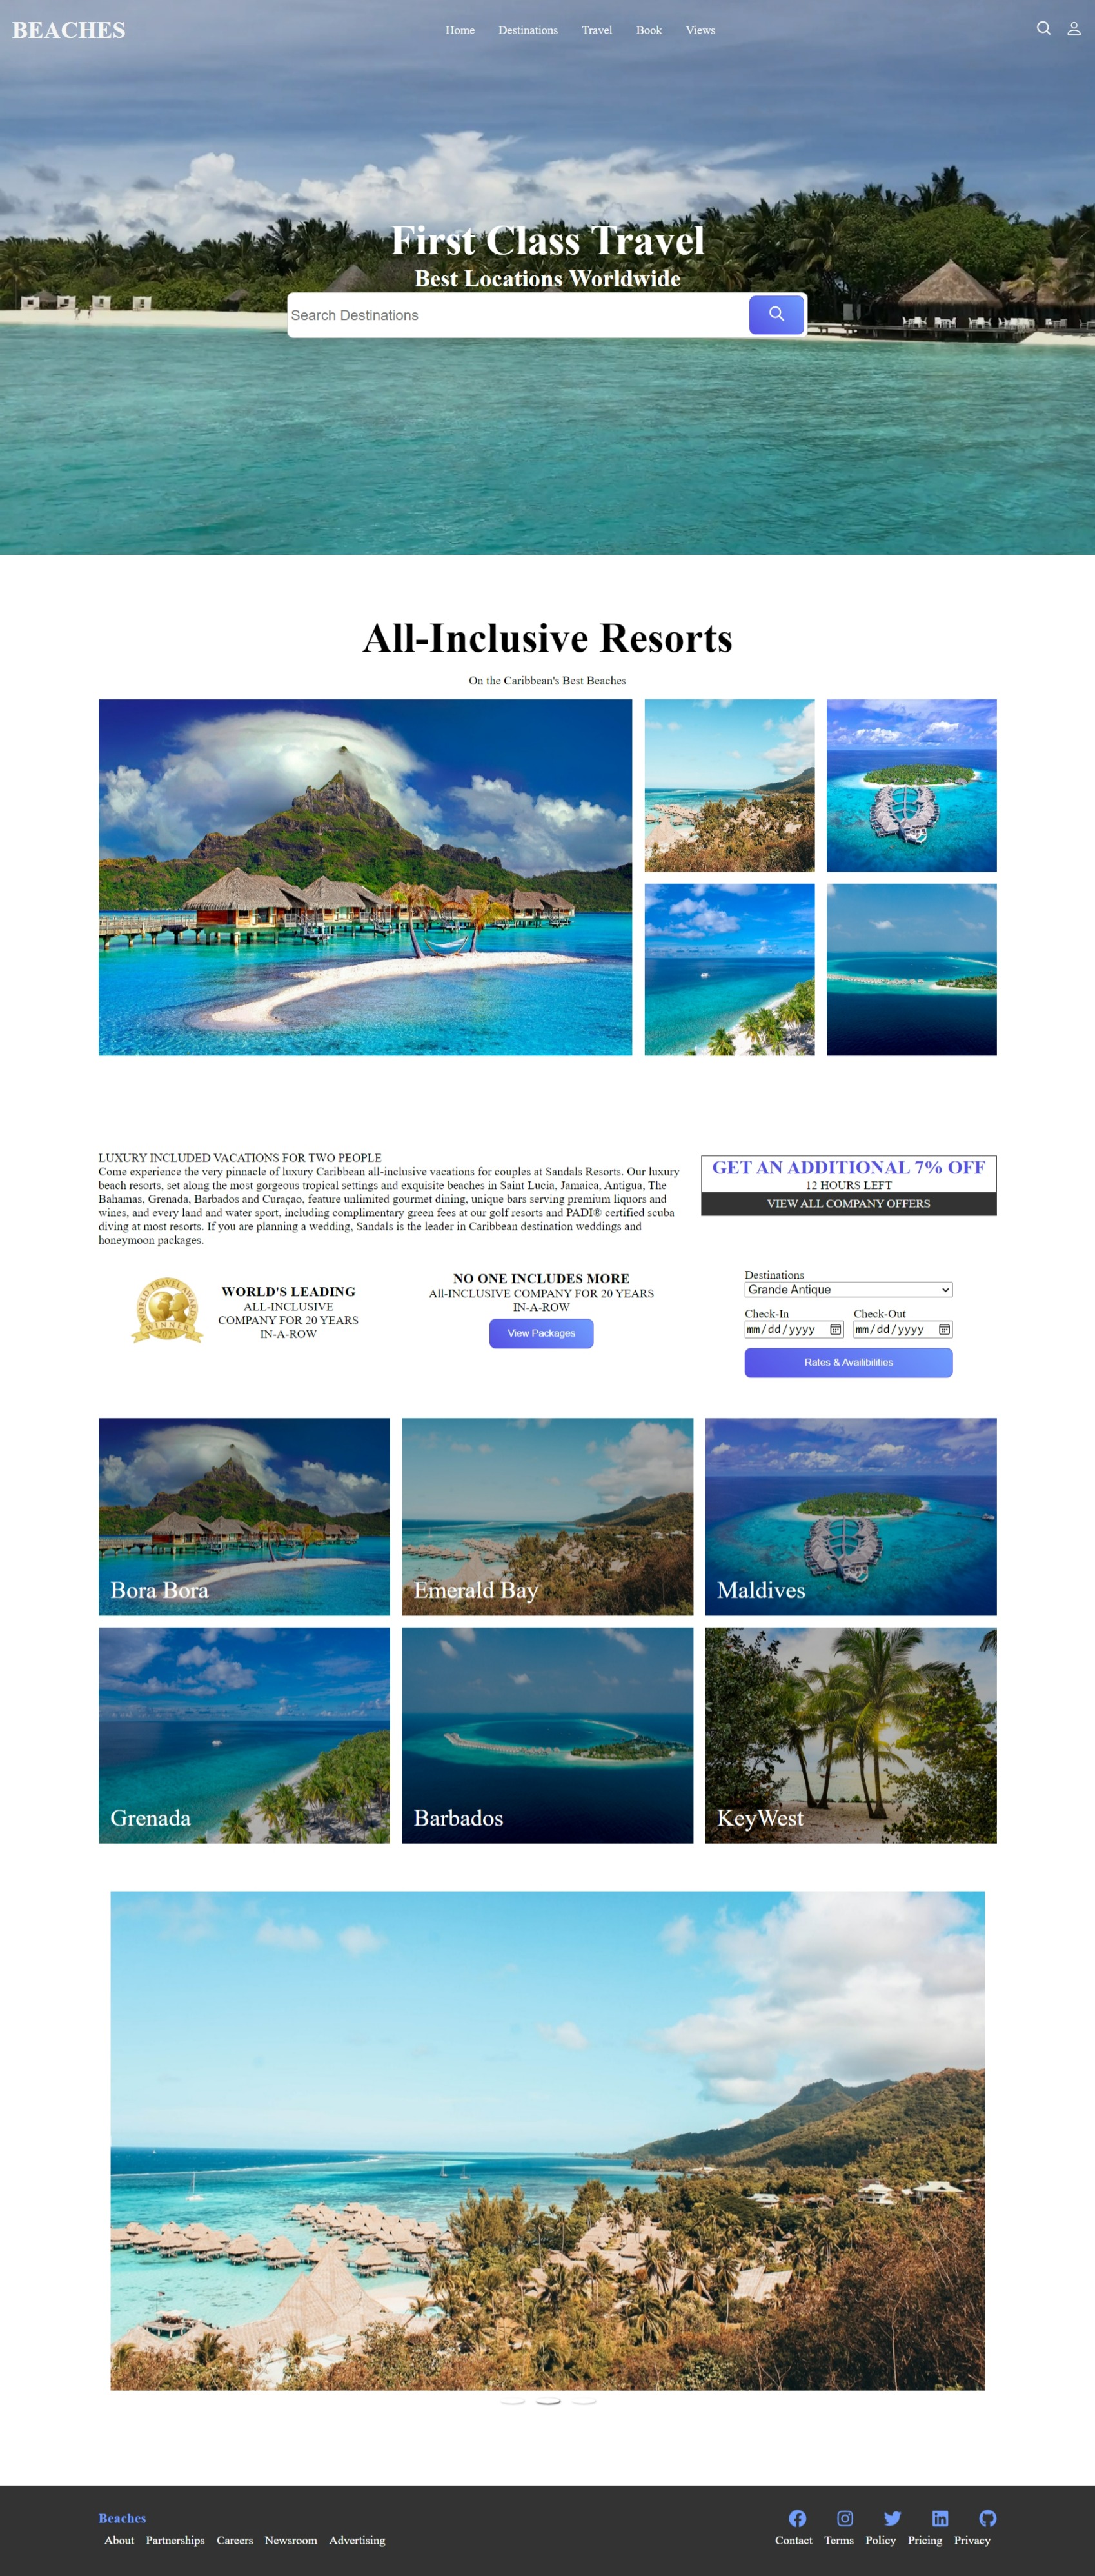 BEACHES
Home Destinations Travel Book Views
First Class Travel
Best Locations Worldwide
Search Destinations
All-Inclusive Resorts
On the Caribbean's Best Beaches
LUXURY INCLUDED VACATIONS FOR TWO PEOPLE
Come experience the very pinnacle of luxury Caribbean all-inclusive vacations for couples at Sandals Resorts. Our luxury
beach resorts, set along the most gorgeous tropical settings and exquisite beaches in Saint Lucia, Jamaica, Antigua, The
Bahamas, Grenada, Barbados and Curaçao, feature unlimited gourmet dining, unique bars serving premium liquors and
wines, and every land and water sport, including complimentary green fees at our golf resorts and PADI® certified scuba
diving at most resorts. If you are planning a wedding, Sandals is the leader in Caribbean destination weddings and
honeymoon packages.
GET AN ADDITIONAL 7% OFF
12 HOURS LEFT
VIEW ALL COMPANY OFFERS
WORLD TRAVEL AWARDS
WINNER
2021
WORLD'S LEADING
ALL-INCLUSIVE
COMPANY FOR 20 YEARS
IN-A-ROW
NO ONE INCLUDES MORE
All-INCLUSIVE COMPANY FOR 20 YEARS
IN-A-ROW
View Packages
Destinations
Grande Antique
Check-In Check-Out
mm/dd/yyyy mm/dd/yyyy
Rates & Availibilities
Bora Bora
Emerald Bay
Maldives
Grenada
Barbados
KeyWest
Beaches
About Partnerships Careers Newsroom Advertising
Contact Terms Policy Pricing Privacy